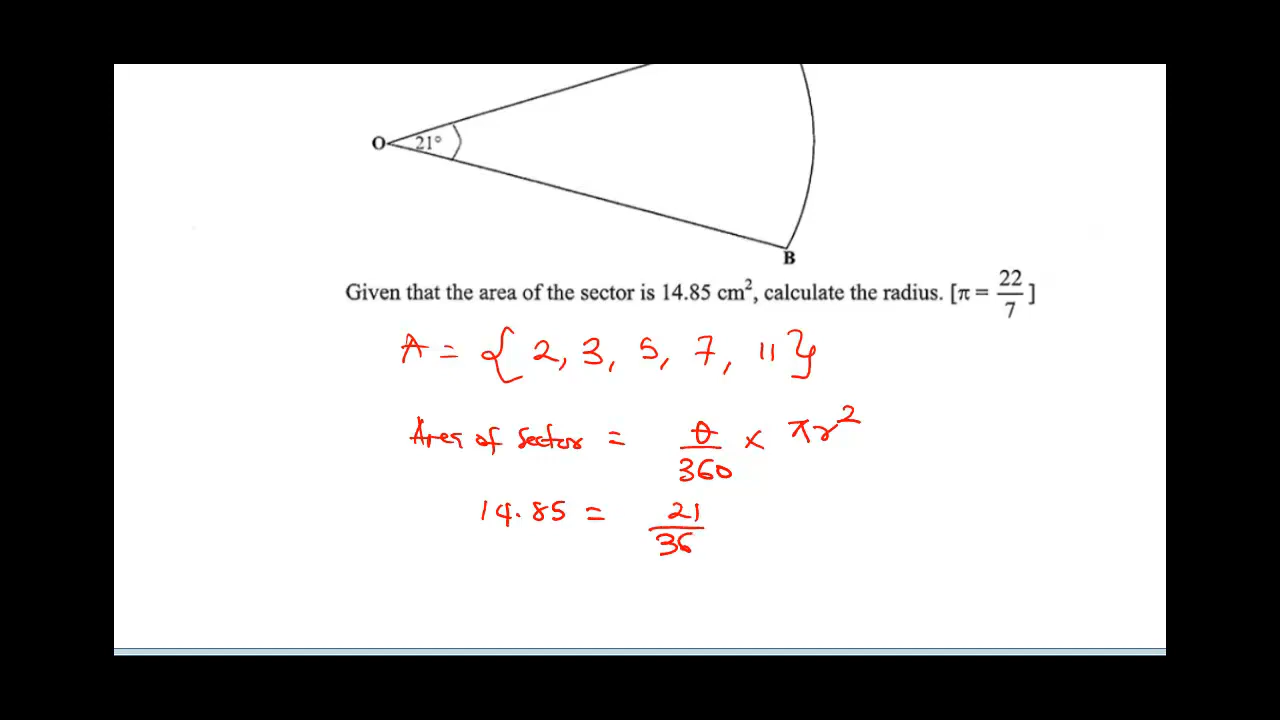 O 21°
B
Given that the area of the sector is 14.85 cm², calculate the radius. [π = 22/7]
A = {2, 3, 5, 7, 11}
Area of Sector = θ/360 × πr²
14.85 = 21/36